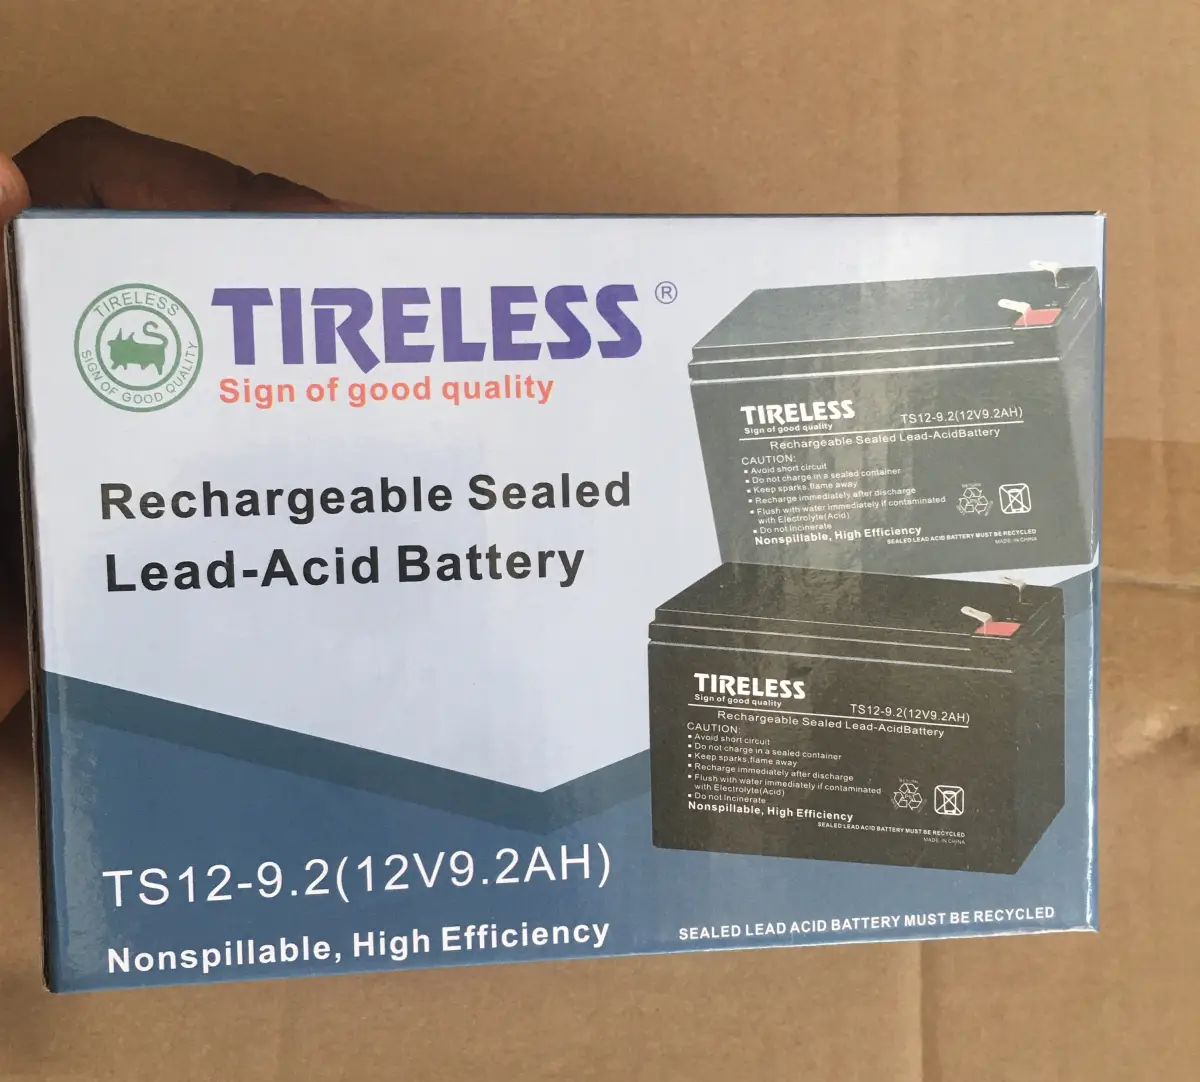 TIRELESS
SIGN OF GOOD QUALITY
TIRELESS®
Sign of good quality
Rechargeable Sealed
Lead-Acid Battery
TS12-9.2(12V9.2AH)
Nonspillable, High Efficiency
TIRELESS
Sign of good quality
TS12-9.2(12V9.2AH)
Rechargeable Sealed Lead-AcidBattery
CAUTION:
• Avoid short circuit
• Do not charge in a sealed container
• Keep sparks,flame away
• Recharge immediately after discharge
• Flush with water immediately if contaminated
with Electrolyte(Acid)
• Do not Incinerate
Nonspillable, High Efficiency
SEALED LEAD ACID BATTERY MUST BE RECYCLED
MADE IN CHINA
TIRELESS
Sign of good quality
TS12-9.2(12V9.2AH)
Rechargeable Sealed Lead-AcidBattery
CAUTION:
• Avoid short circuit
• Do not charge in a sealed container
• Keep sparks,flame away
• Recharge immediately after discharge
• Flush with water immediately if contaminated
with Electrolyte(Acid)
• Do not Incinerate
Nonspillable, High Efficiency
SEALED LEAD ACID BATTERY MUST BE RECYCLED
MADE IN CHINA
SEALED LEAD ACID BATTERY MUST BE RECYCLED